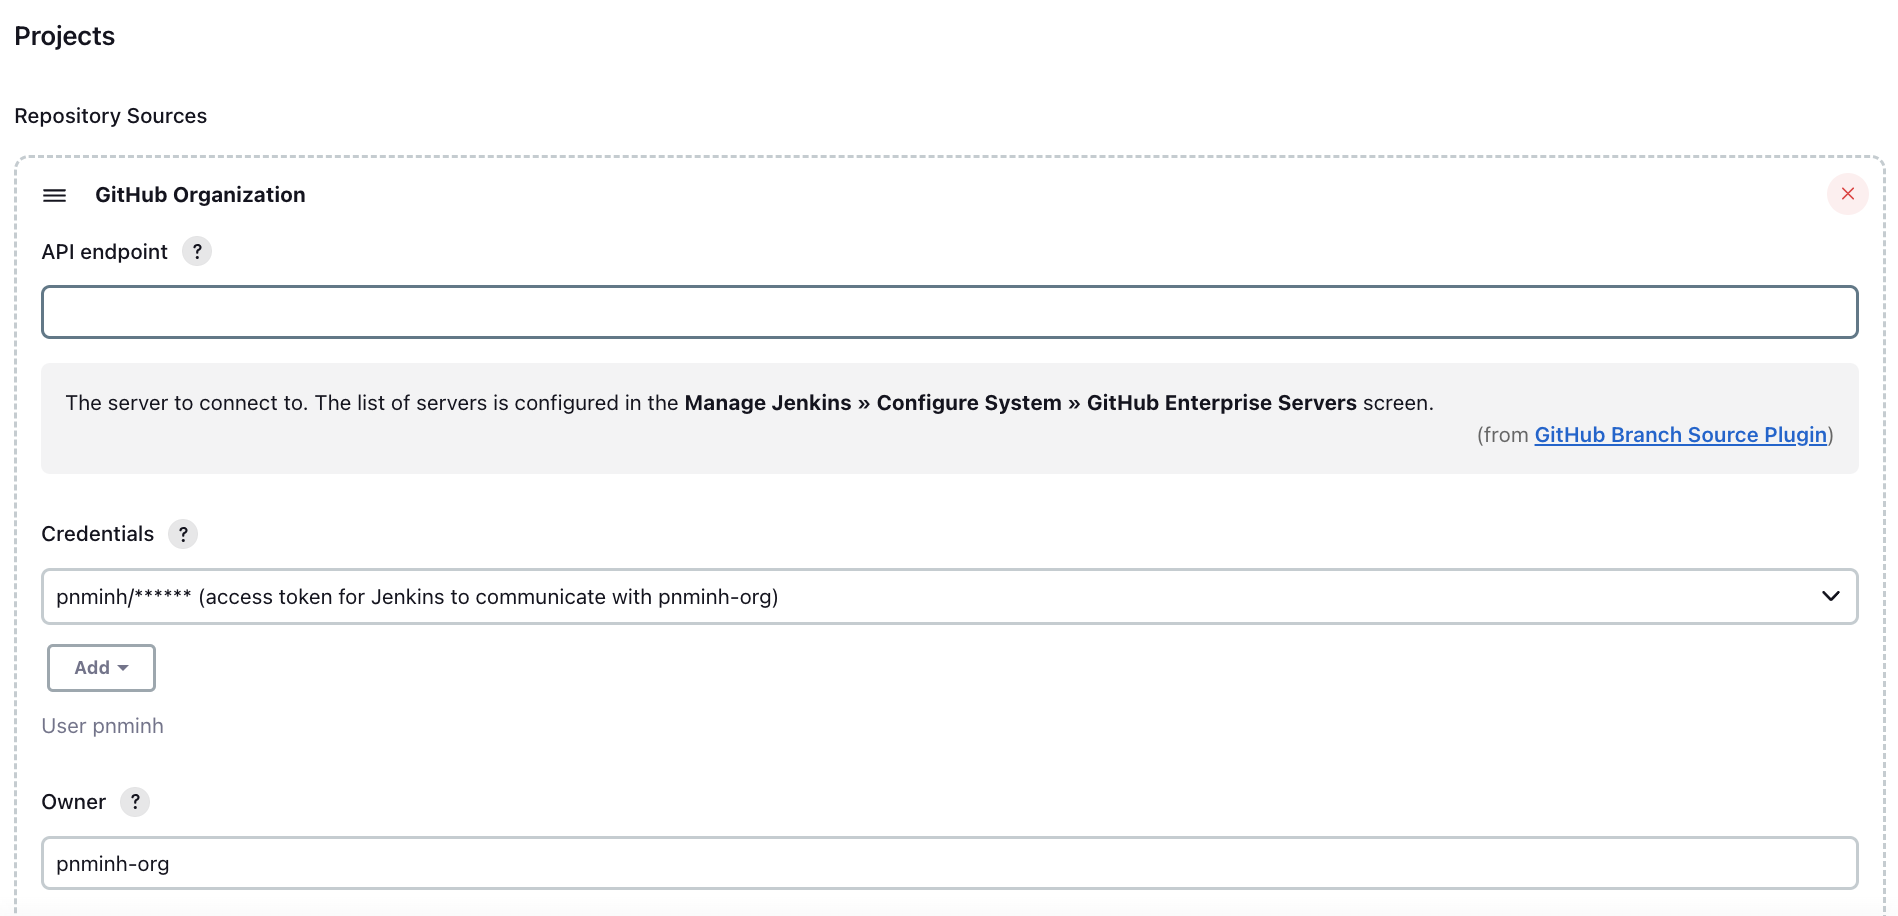 Projects
Repository Sources
GitHub Organization
API endpoint ?
The server to connect to. The list of servers is configured in the Manage Jenkins » Configure System » GitHub Enterprise Servers screen.
(from GitHub Branch Source Plugin)
Credentials ?
pnminh/****** (access token for Jenkins to communicate with pnminh-org)
Add
User pnminh
Owner ?
pnminh-org